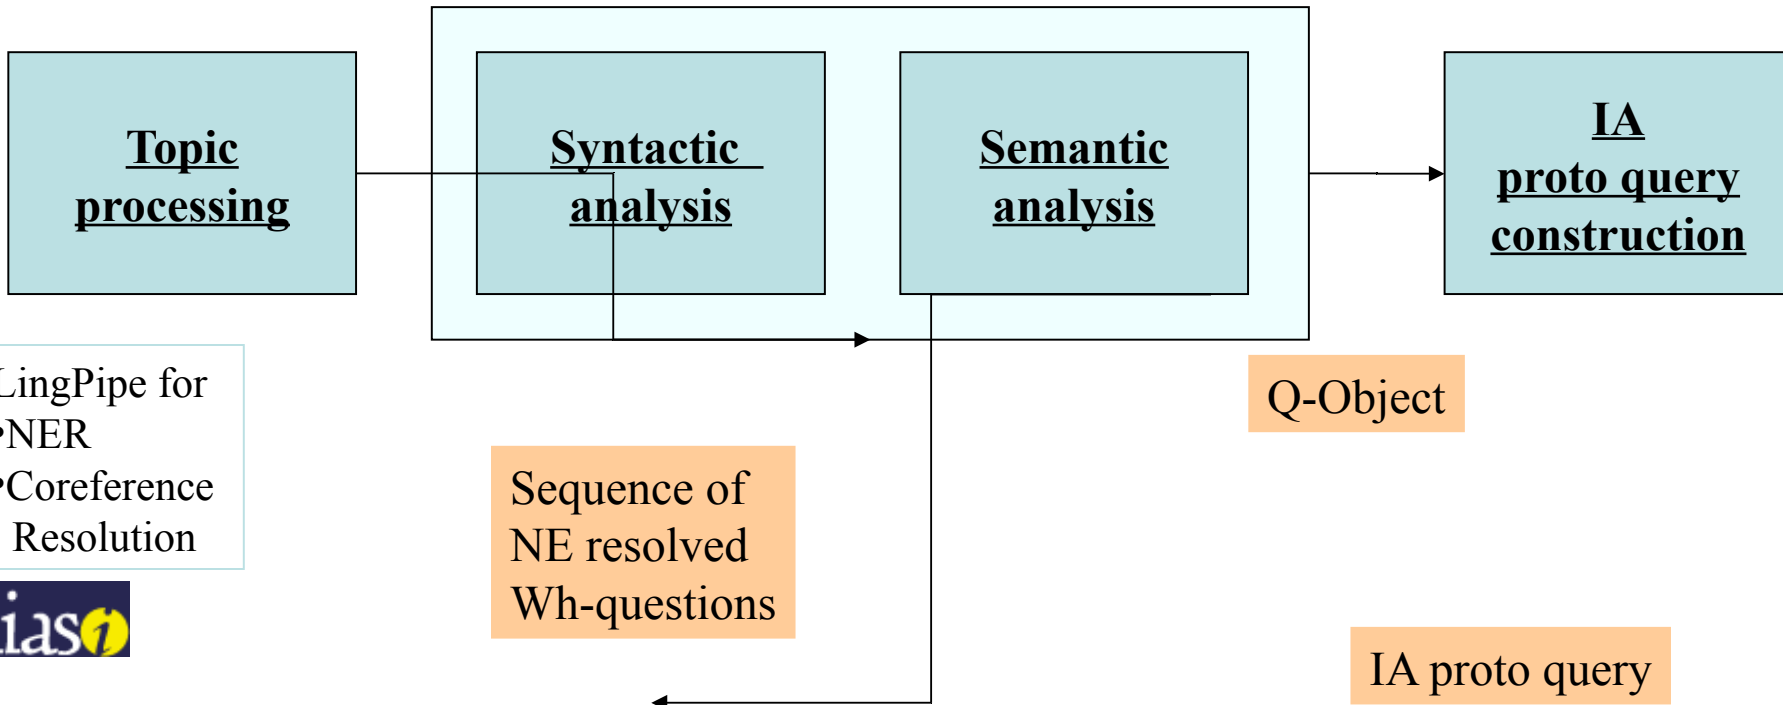 Topic
processing
Syntactic
analysis
Semantic
analysis
IA
proto query
construction
LingPipe for
•NER
•Coreference
Resolution
Sequence of
NE resolved
Wh-questions
Q-Object
IA proto query